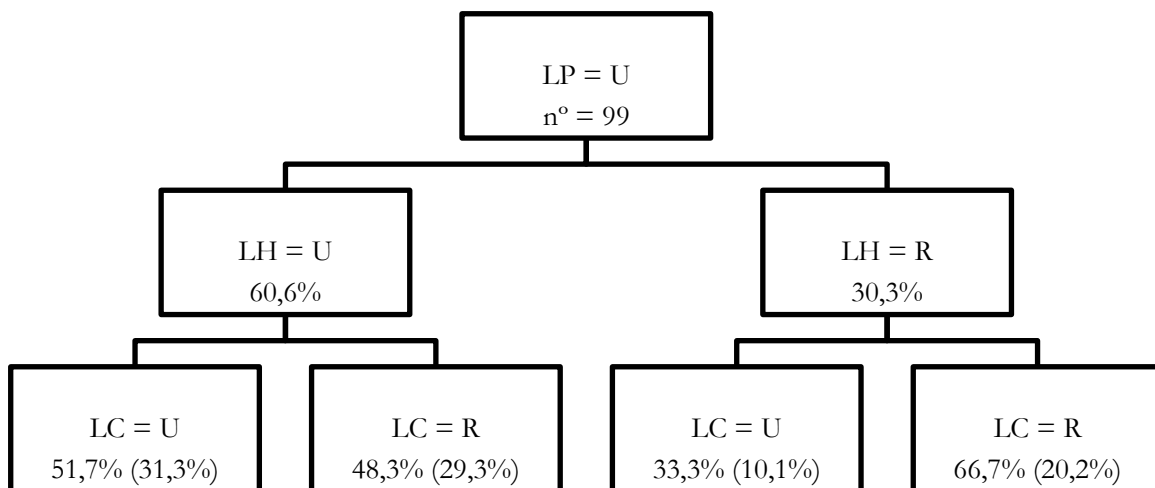 LP = U
nº = 99
LH = U
60,6%
LH = R
30,3%
LC = U
51,7% (31,3%)
LC = R
48,3% (29,3%)
LC = U
33,3% (10,1%)
LC = R
66,7% (20,2%)